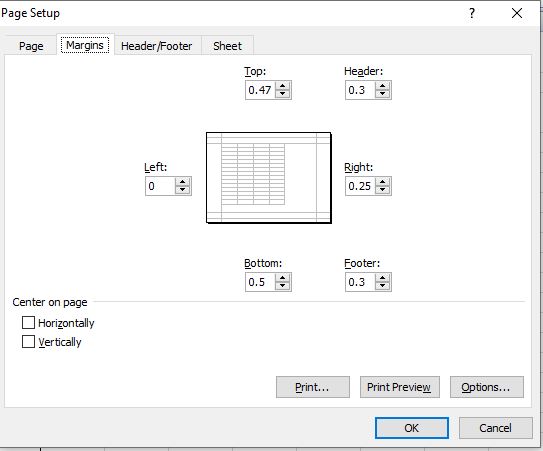 Page Setup ? ×
Page Margins Header/Footer Sheet
Top: Header:
0.47 0.3
Left: Right:
0 0.25
Bottom: Footer:
0.5 0.3
Center on page
Horizontally
Vertically
Print... Print Preview Options...
OK Cancel